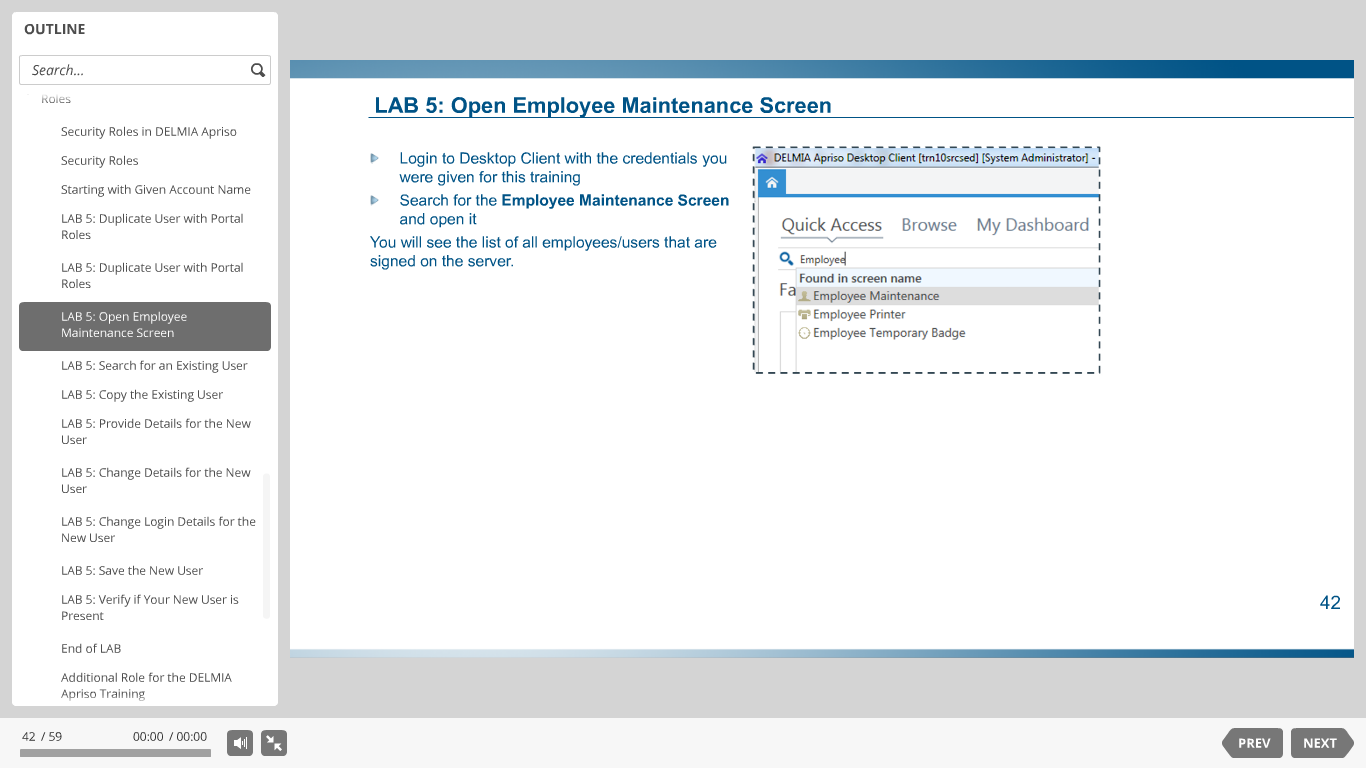 OUTLINE
Search...
Roles
Security Roles in DELMIA Apriso
Security Roles
Starting with Given Account Name
LAB 5: Duplicate User with Portal
Roles
LAB 5: Duplicate User with Portal
Roles
LAB 5: Open Employee
Maintenance Screen
LAB 5: Search for an Existing User
LAB 5: Copy the Existing User
LAB 5: Provide Details for the New
User
LAB 5: Change Details for the New
User
LAB 5: Change Login Details for the
New User
LAB 5: Save the New User
LAB 5: Verify if Your New User is
Present
End of LAB
Additional Role for the DELMIA
Apriso Training
LAB 5: Open Employee Maintenance Screen
Login to Desktop Client with the credentials you
were given for this training
Search for the Employee Maintenance Screen
and open it
You will see the list of all employees/users that are
signed on the server.
DELMIA Apriso Desktop Client [trn10srcsed] [System Administrator] -
Quick Access Browse My Dashboard
Employee
Found in screen name
Fa
Employee Maintenance
Employee Printer
Employee Temporary Badge
42
42 / 59
00:00 / 00:00
PREV
NEXT